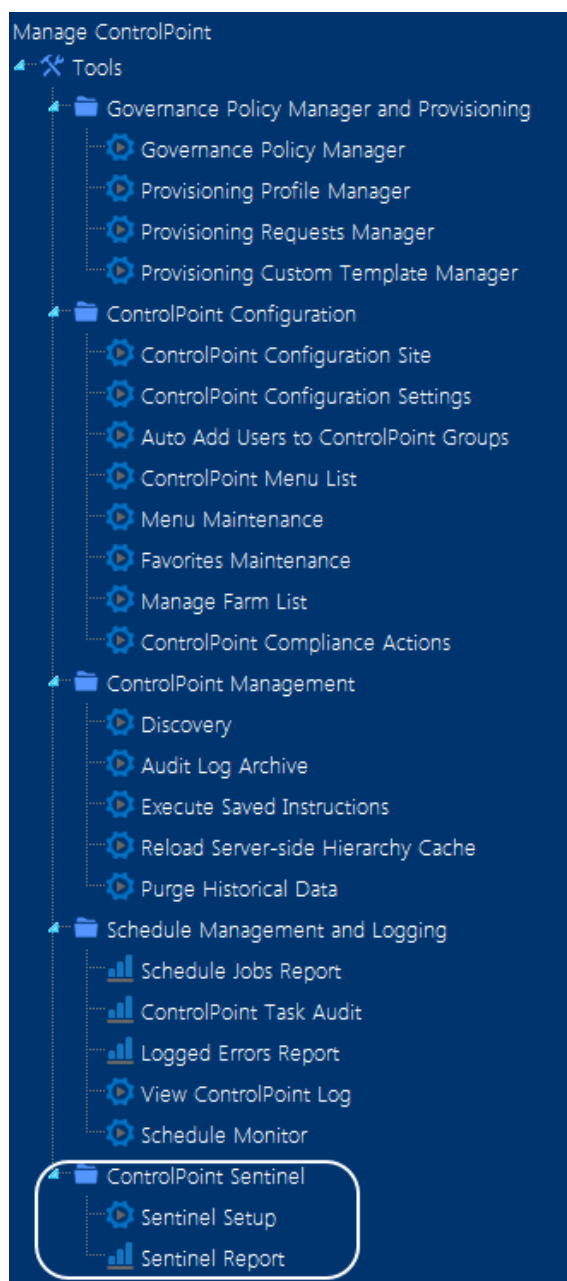 Manage ControlPoint
Tools
Governance Policy Manager and Provisioning
Governance Policy Manager
Provisioning Profile Manager
Provisioning Requests Manager
Provisioning Custom Template Manager
ControlPoint Configuration
ControlPoint Configuration Site
ControlPoint Configuration Settings
Auto Add Users to ControlPoint Groups
ControlPoint Menu List
Menu Maintenance
Favorites Maintenance
Manage Farm List
ControlPoint Compliance Actions
ControlPoint Management
Discovery
Audit Log Archive
Execute Saved Instructions
Reload Server-side Hierarchy Cache
Purge Historical Data
Schedule Management and Logging
Schedule Jobs Report
ControlPoint Task Audit
Logged Errors Report
View ControlPoint Log
Schedule Monitor
ControlPoint Sentinel
Sentinel Setup
Sentinel Report